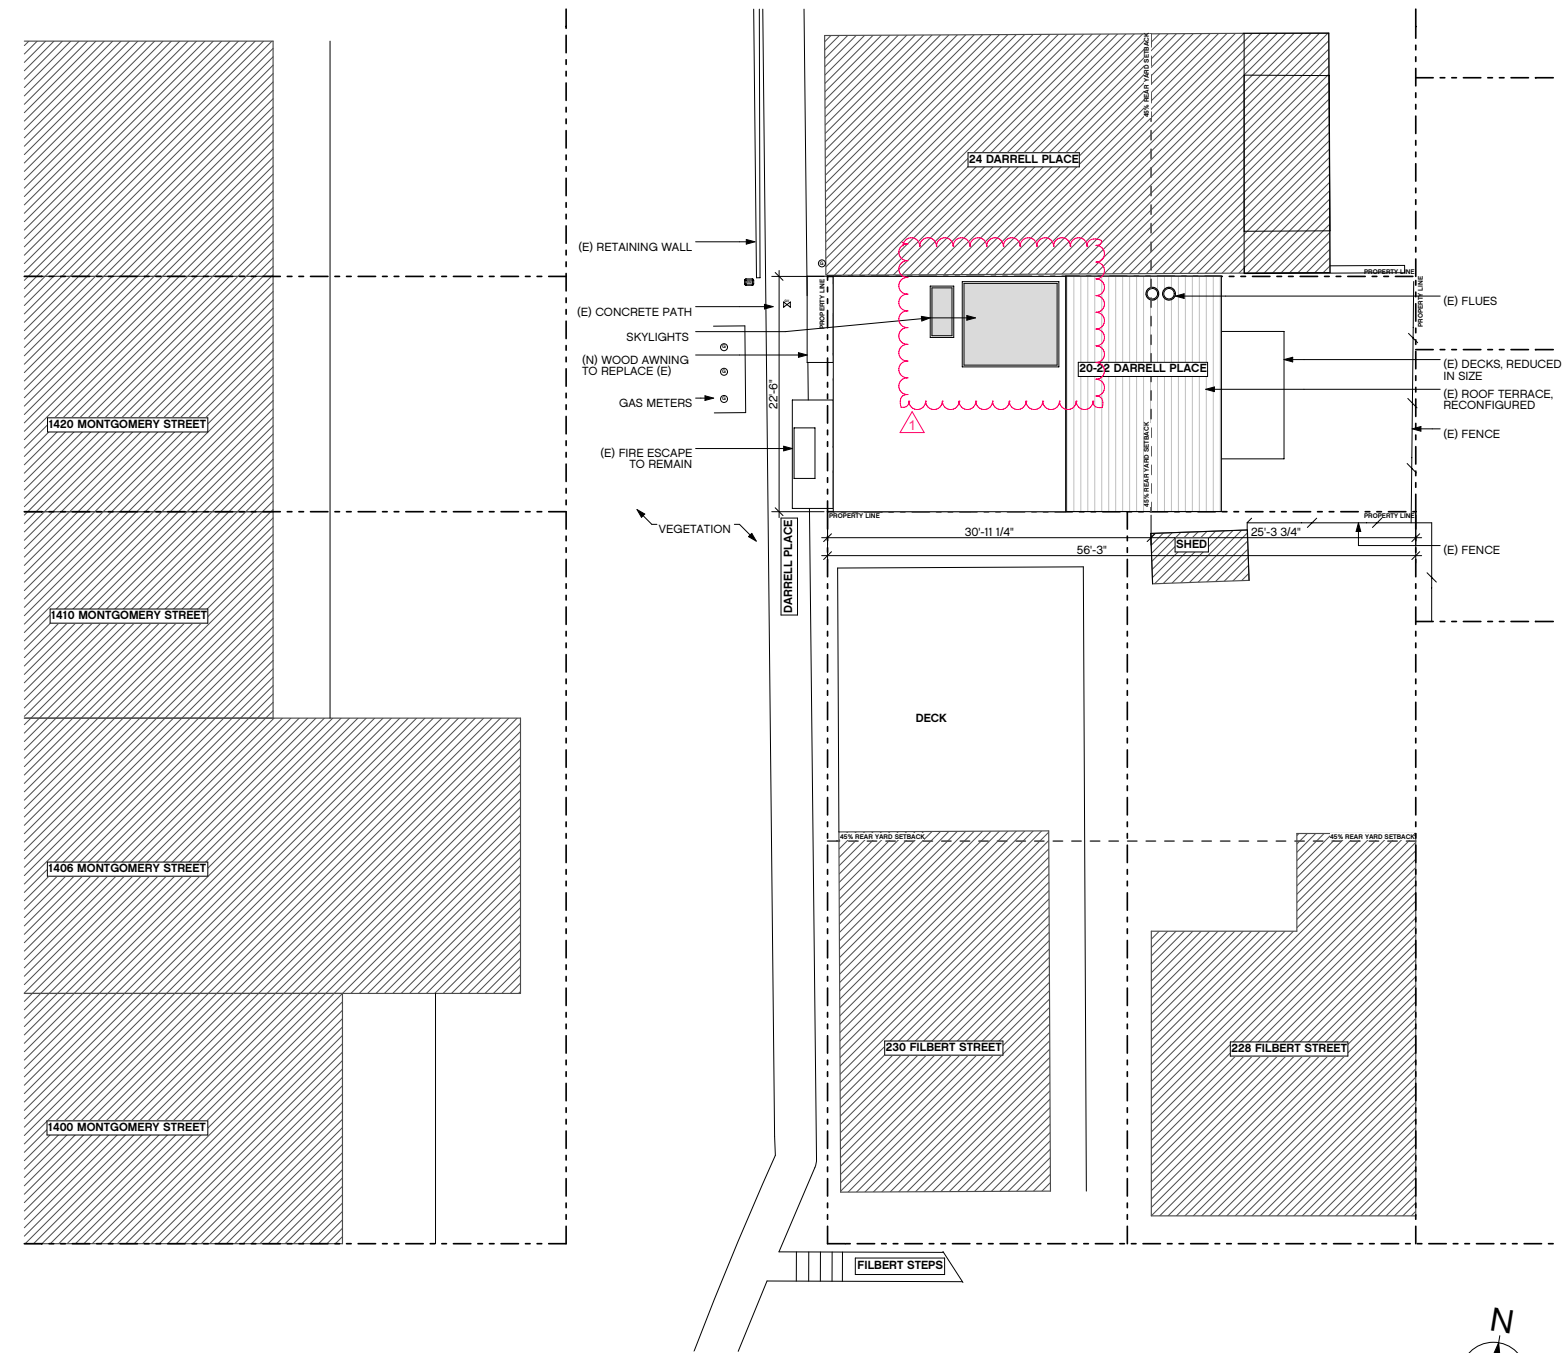 45% REAR YARD SETBACK
24 DARRELL PLACE
(E) RETAINING WALL
G
PROPERTY LINE
PROPERTY LINE
PROPERTY LINE
(E) FLUES
(E) CONCRETE PATH
SKYLIGHTS
(N) WOOD AWNING
TO REPLACE (E)
G
G
G
GAS METERS
22'-6"
20-22 DARRELL PLACE
(E) DECKS, REDUCED
IN SIZE
(E) ROOF TERRACE,
RECONFIGURED
1
1420 MONTGOMERY STREET
(E) FENCE
(E) FIRE ESCAPE
TO REMAIN
45% REAR YARD SETBACK
VEGETATION
PROPERTY LINE
PROPERTY LINE
DARRELL PLACE
30'-11 1/4"
25'-3 3/4"
SHED
56'-3"
(E) FENCE
1410 MONTGOMERY STREET
DECK
45% REAR YARD SETBACK
45% REAR YARD SETBACK
1406 MONTGOMERY STREET
230 FILBERT STREET
228 FILBERT STREET
1400 MONTGOMERY STREET
FILBERT STEPS
N